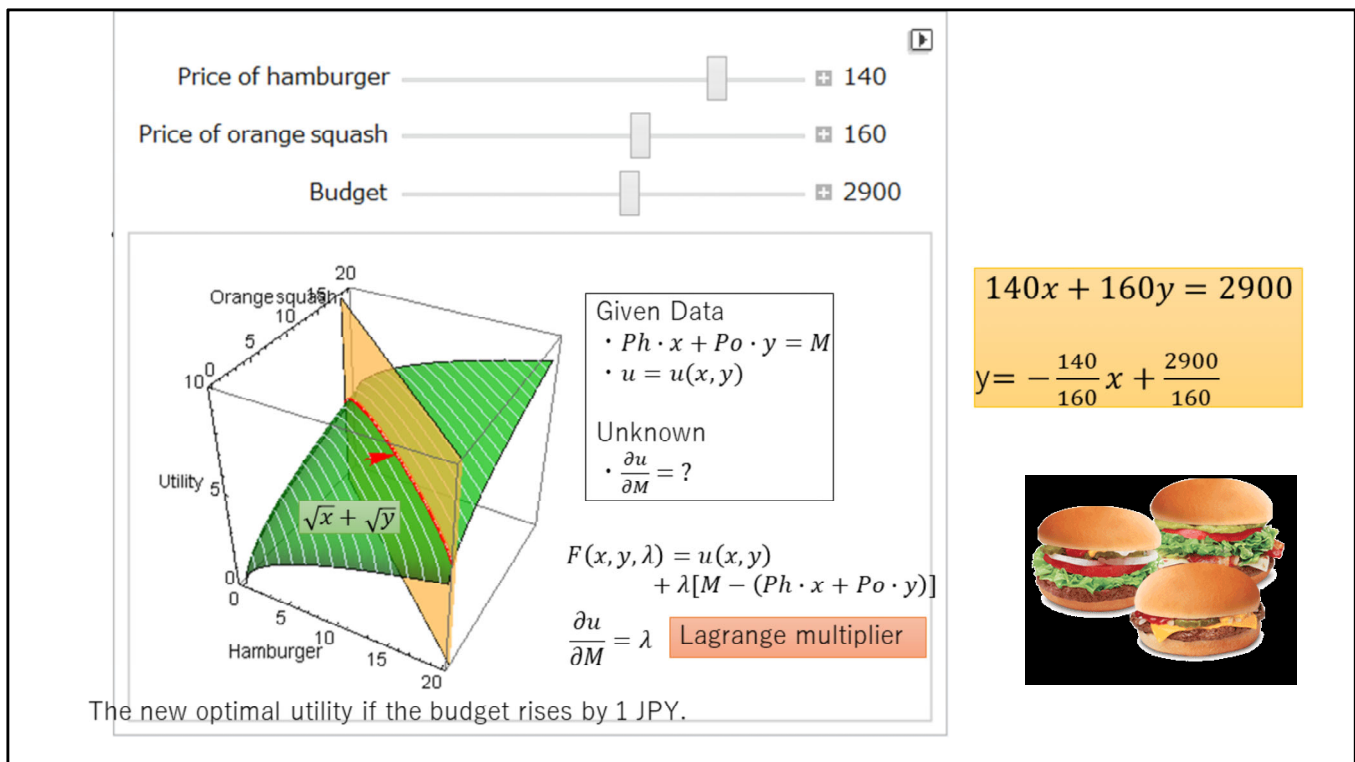 Price of hamburger 140
Price of orange squash 160
Budget 2900
20
Orange squash 15
10
5
0
10
Utility 5
0
0
5
10
Hamburger
15
20
√x + √y
Given Data
・Ph · x + Po · y = M
・u = u(x, y)
Unknown
・∂u/∂M = ?
F(x, y, λ) = u(x, y)
+ λ[M − (Ph · x + Po · y)]
∂u/∂M = λ Lagrange multiplier
The new optimal utility if the budget rises by 1 JPY.
140x + 160y = 2900
y= −140/160 x + 2900/160